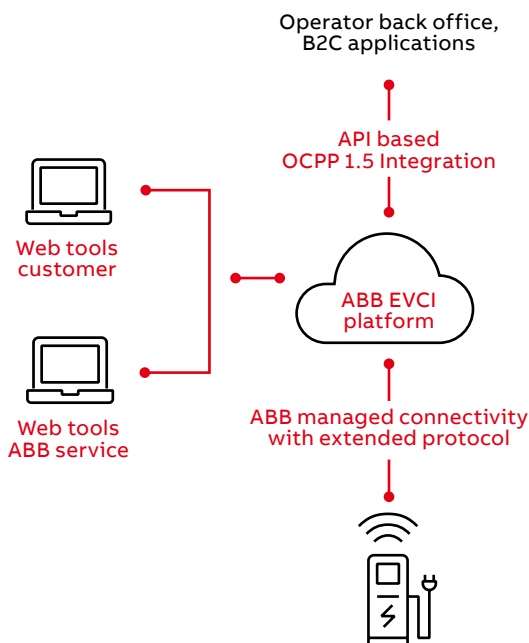 Operator back office,
B2C applications
API based
OCPP 1.5 Integration
Web tools
customer
ABB EVCI
platform
Web tools
ABB service
ABB managed connectivity
with extended protocol